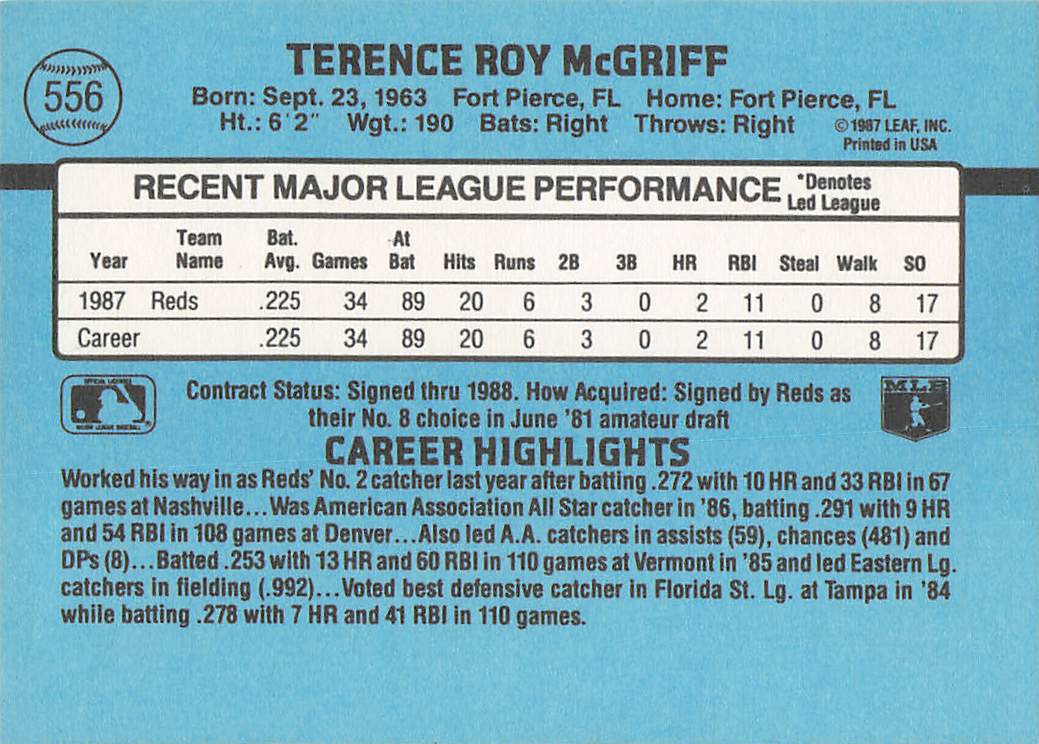 556
TERENCE ROY McGRIFF
Born: Sept. 23, 1963 Fort Pierce, FL Home: Fort Pierce, FL
Ht.: 6'2" Wgt.: 190 Bats: Right Throws: Right
© 1987 LEAF, INC.
Printed in USA
RECENT MAJOR LEAGUE PERFORMANCE
*Denotes
Led League
Year Team Name Bat. Avg. Games At Bat Hits Runs 2B 3B HR RBI Steal Walk SO
1987 Reds .225 34 89 20 6 3 0 2 11 0 8 17
Career .225 34 89 20 6 3 0 2 11 0 8 17
OFFICIAL LICENSEE
MAJOR LEAGUE BASEBALL
®
Contract Status: Signed thru 1988. How Acquired: Signed by Reds as
their No. 8 choice in June '81 amateur draft
MLB
CAREER HIGHLIGHTS
Worked his way in as Reds' No. 2 catcher last year after batting .272 with 10 HR and 33 RBI in 67
games at Nashville...Was American Association All Star catcher in '86, batting .291 with 9 HR
and 54 RBI in 108 games at Denver...Also led A.A. catchers in assists (59), chances (481) and
DPs (8)...Batted .253 with 13 HR and 60 RBI in 110 games at Vermont in '85 and led Eastern Lg.
catchers in fielding (.992)...Voted best defensive catcher in Florida St. Lg. at Tampa in '84
while batting .278 with 7 HR and 41 RBI in 110 games.